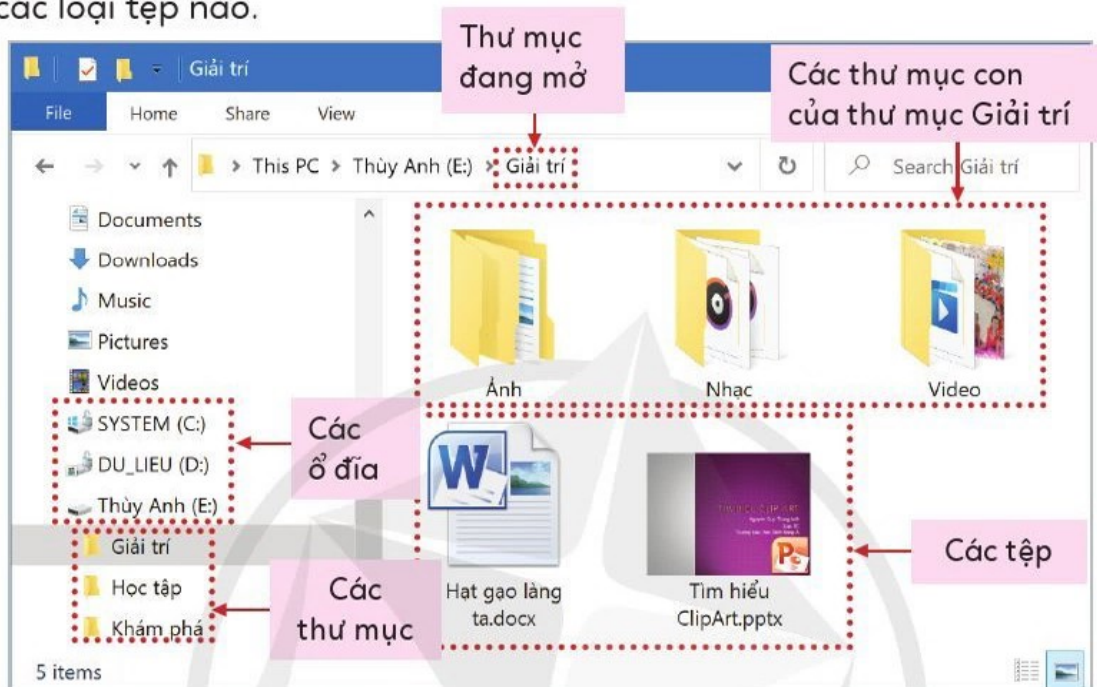 các loại tệp nào.
Thư mục
đang mở
Các thư mục con
của thư mục Giải trí
Giải trí
File Home Share View
This PC > Thùy Anh (E:) > Giải trí
Search Giải trí
Documents
Downloads
Music
Pictures
Videos
SYSTEM (C:)
DU_LIEU (D:)
Thùy Anh (E:)
Giải trí
Học tập
Khám phá
Các
ổ đĩa
Các
thư mục
Ảnh
Nhạc
Video
W
Hạt gạo làng
ta.docx
Tìm hiểu
ClipArt.pptx
Các tệp
5 items